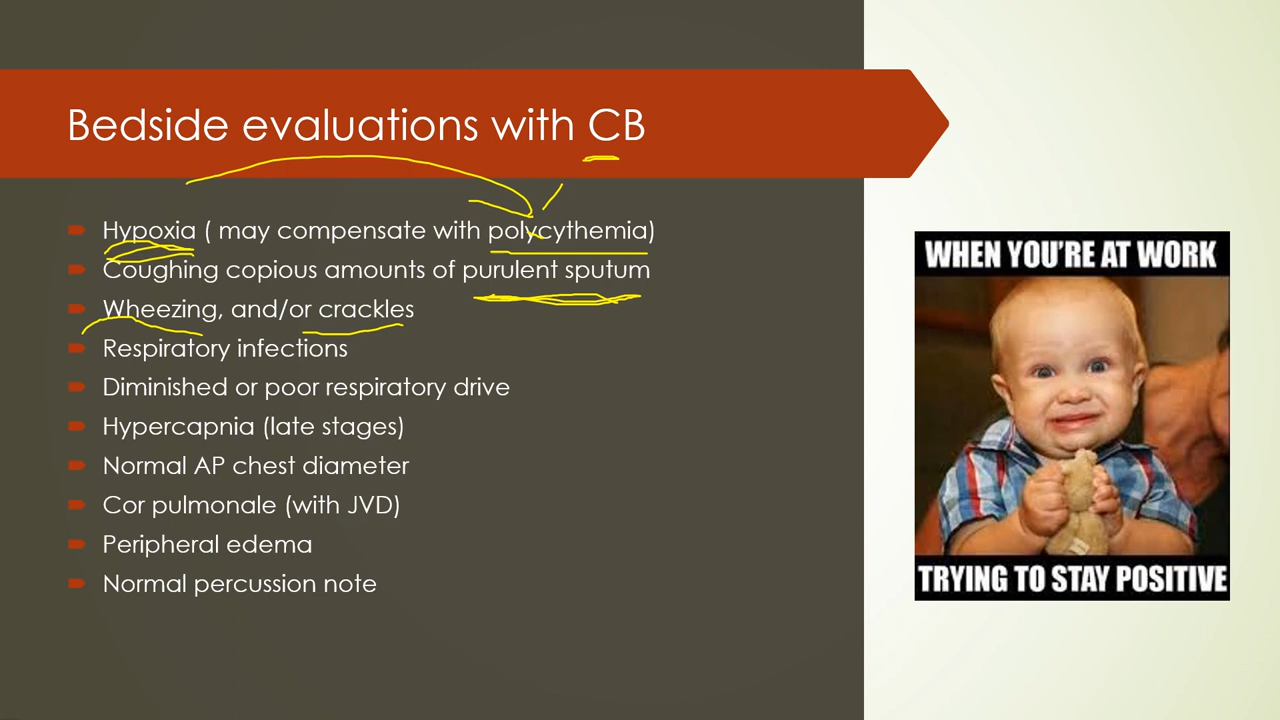 Bedside evaluations with CB
Hypoxia ( may compensate with polycythemia)
Coughing copious amounts of purulent sputum
Wheezing, and/or crackles
Respiratory infections
Diminished or poor respiratory drive
Hypercapnia (late stages)
Normal AP chest diameter
Cor pulmonale (with JVD)
Peripheral edema
Normal percussion note
WHEN YOU'RE AT WORK
TRYING TO STAY POSITIVE